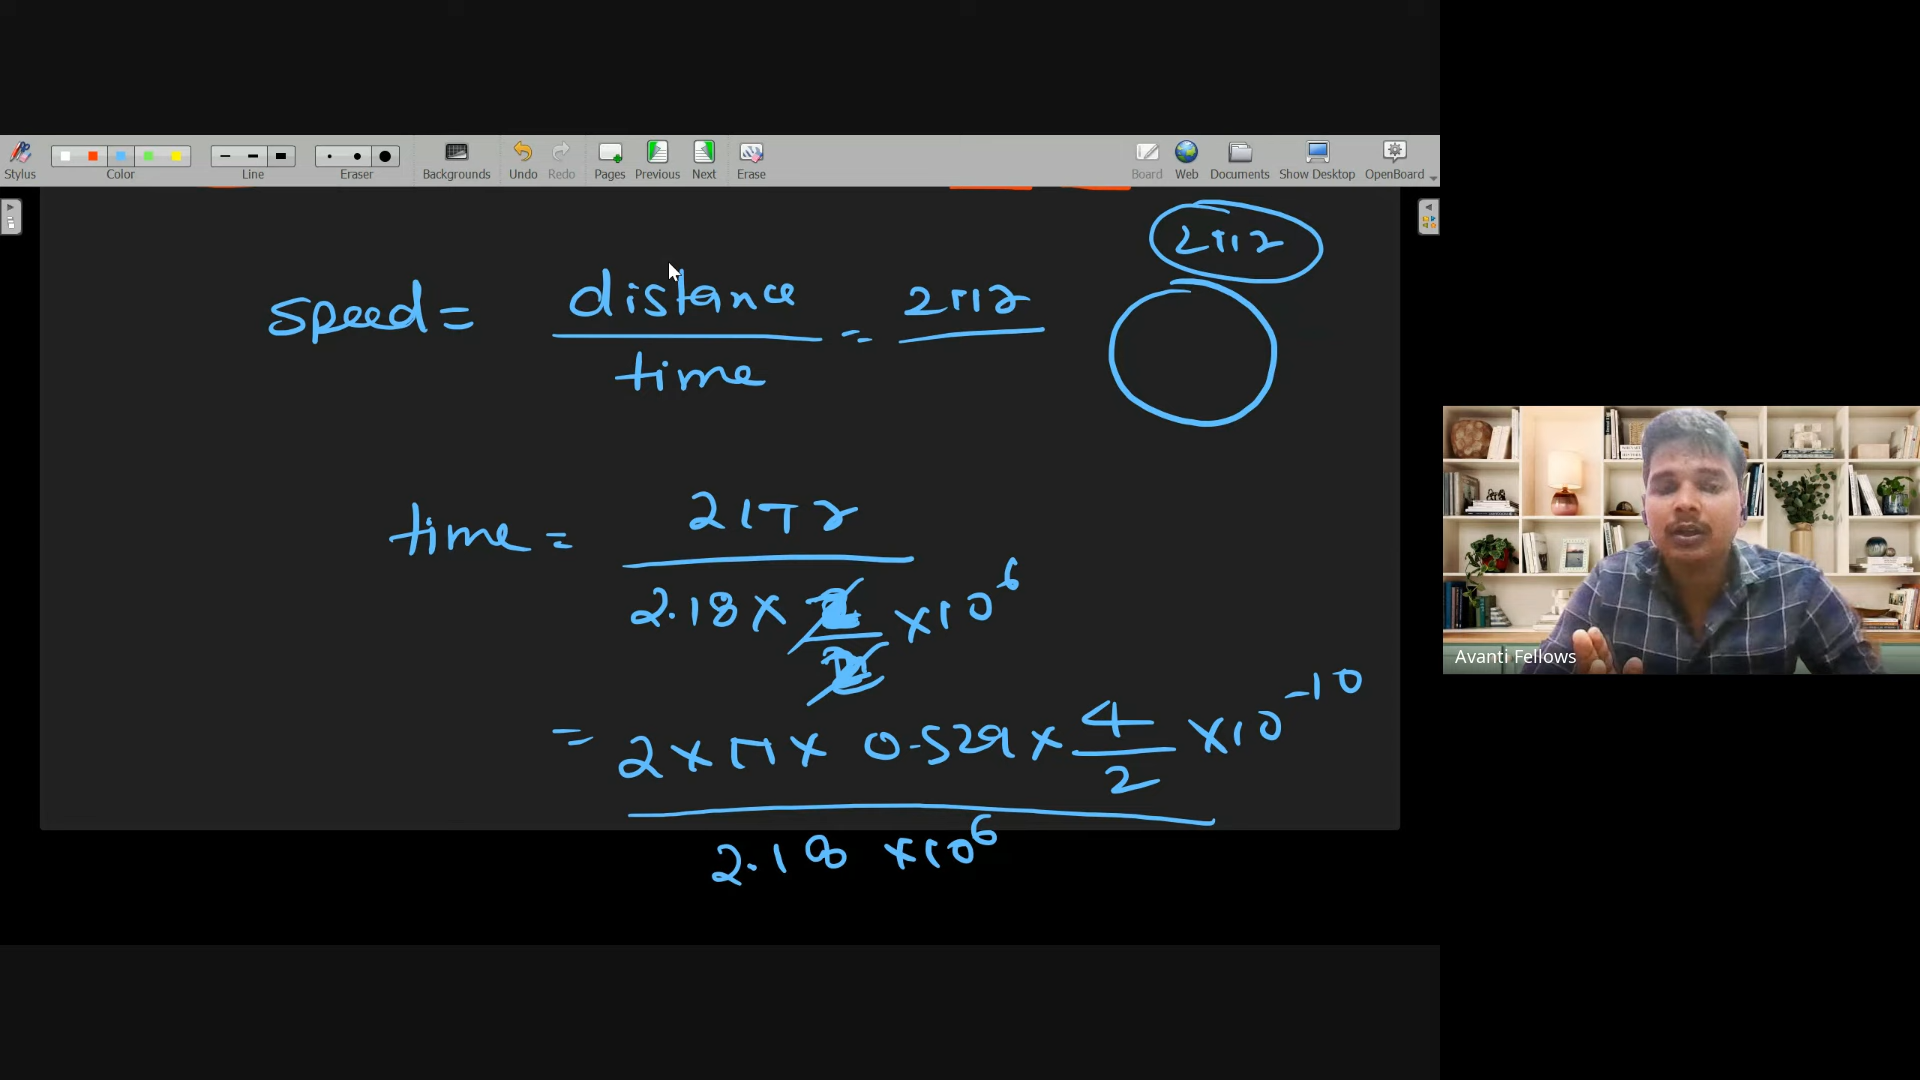 Stylus Color Line Eraser Backgrounds Undo Redo Pages Previous Next Erase Board Web Documents Show Desktop OpenBoard
2πr
speed = distance / time = 2πr
time = 2πr / 2.18 × 2/2 × 10^6
= 2 × π × 0.529 × 4/2 × 10^-10
2.18 × 10^6
Avanti Fellows